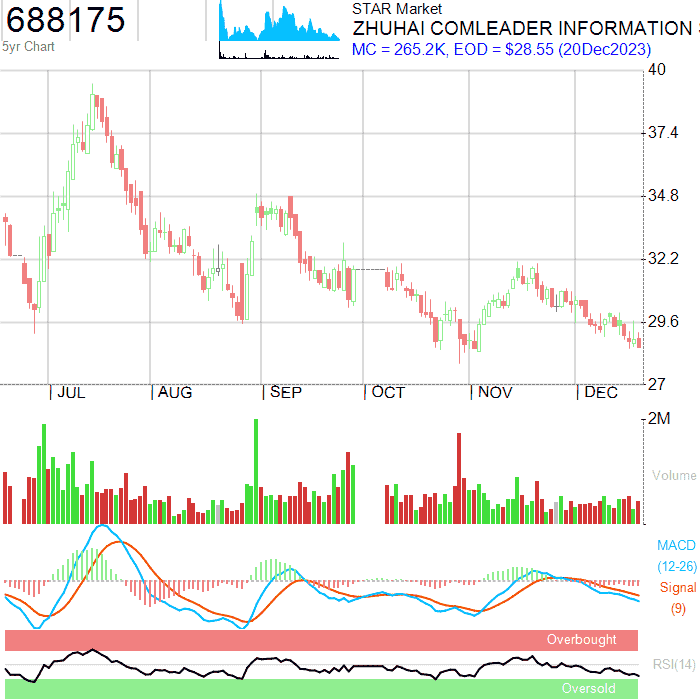 688175
5yr Chart
STAR Market
ZHUHAI COMLEADER INFORMATION
MC = 265.2K, EOD = $28.55 (20Dec2023)
40
37.4
34.8
32.2
29.6
27
JUL AUG SEP OCT NOV DEC
2M
Volume
MACD
(12-26)
Signal
(9)
Overbought
RSI(14)
Oversold